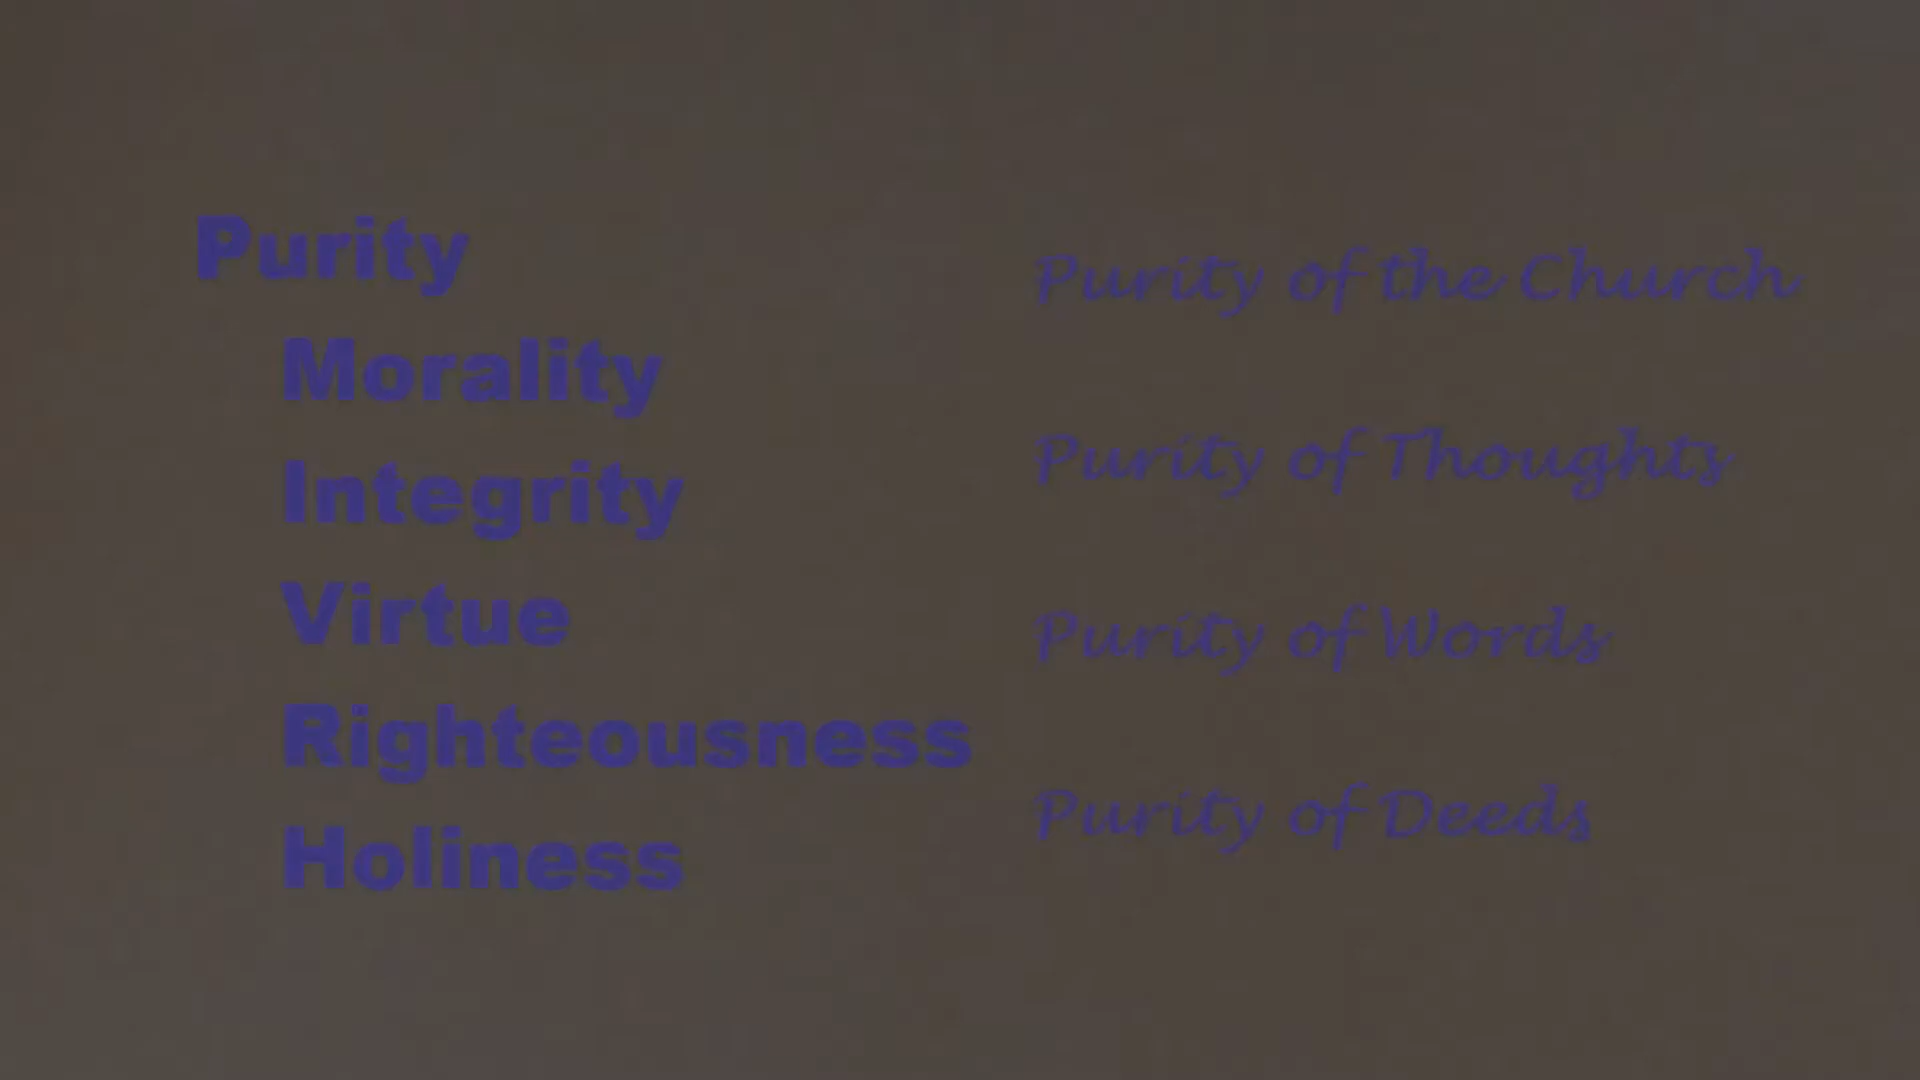 Purity
Morality
Integrity
Virtue
Righteousness
Holiness
Purity of the Church
Purity of Thoughts
Purity of Words
Purity of Deeds